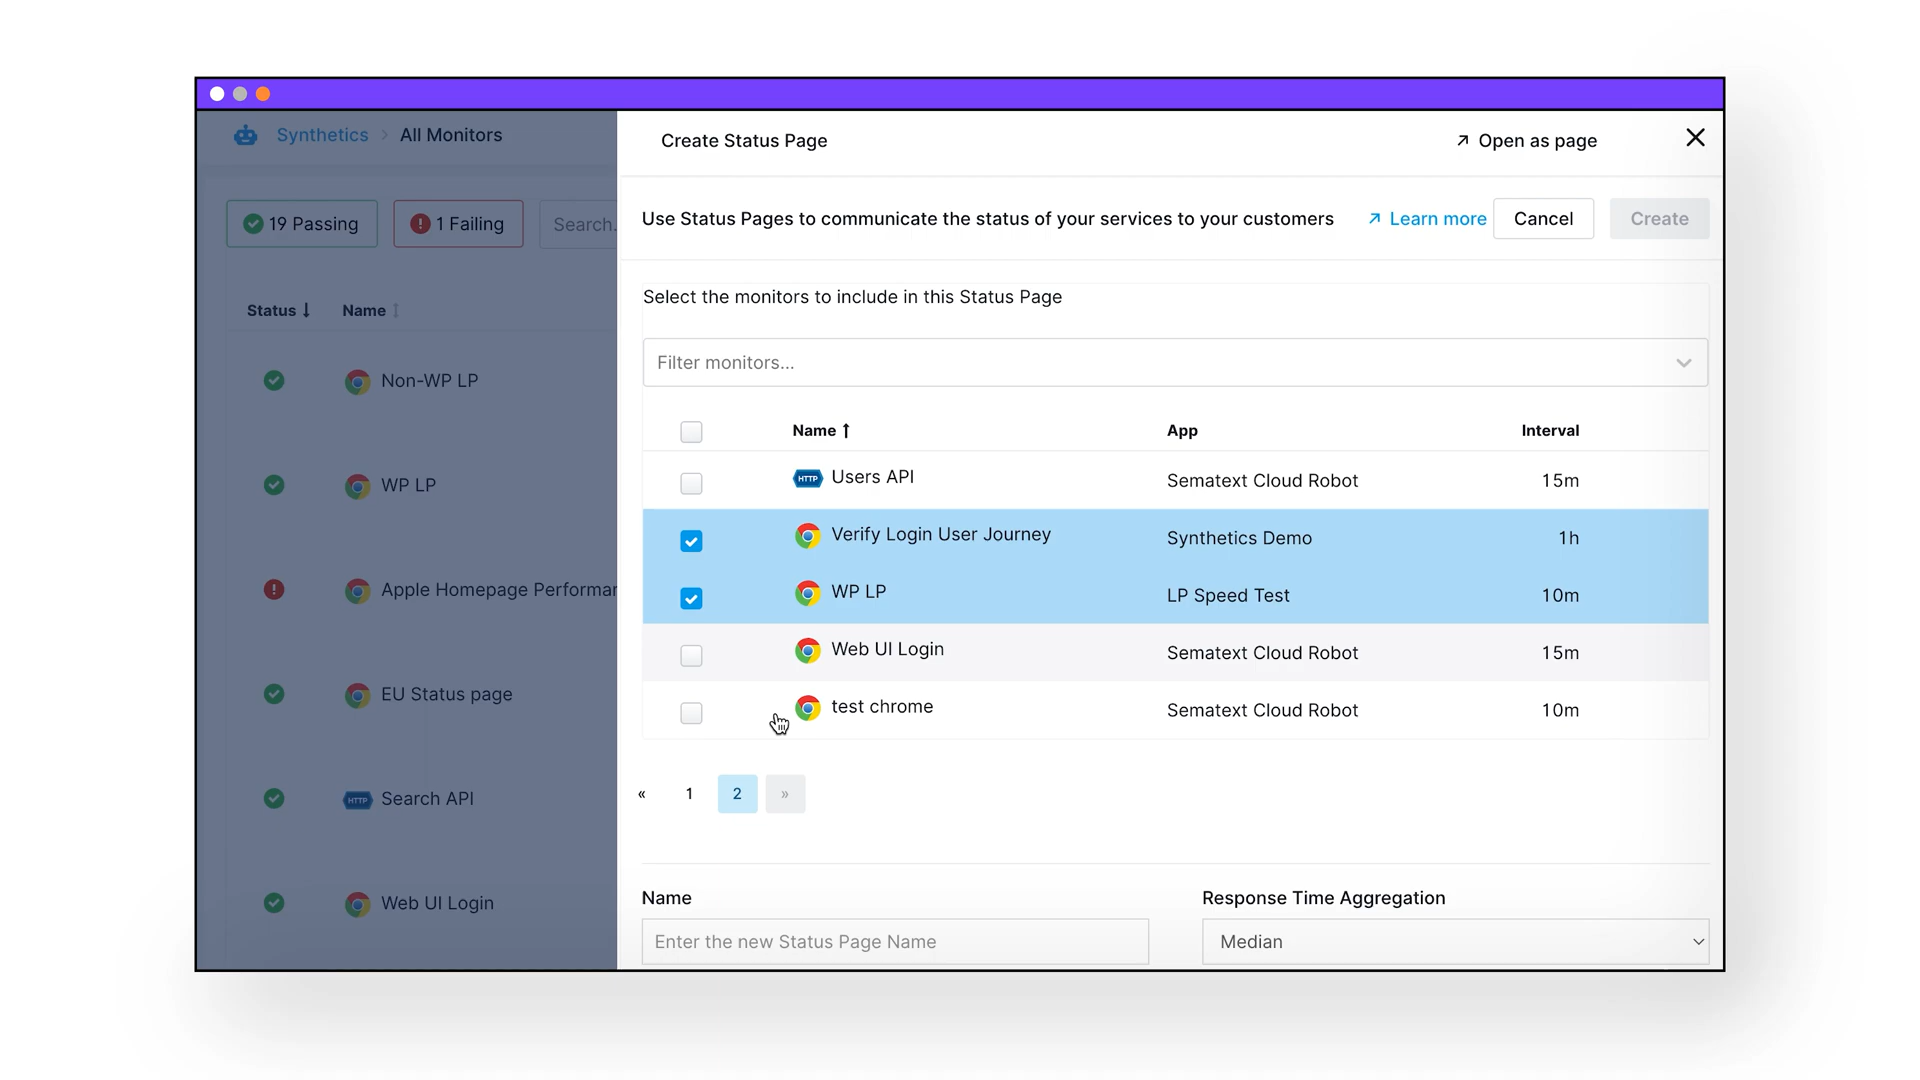 Synthetics > All Monitors
Create Status Page
Open as page
19 Passing
1 Failing
Search.
Use Status Pages to communicate the status of your services to your customers
Learn more
Cancel
Create
Select the monitors to include in this Status Page
Status
Name
Filter monitors...
Non-WP LP
WP LP
Apple Homepage Performar
EU Status page
HTTP Search API
Web UI Login
Name App Interval
HTTP Users API Sematext Cloud Robot 15m
Verify Login User Journey Synthetics Demo 1h
WP LP LP Speed Test 10m
Web UI Login Sematext Cloud Robot 15m
test chrome Sematext Cloud Robot 10m
« 1 2 »
Name
Enter the new Status Page Name
Response Time Aggregation
Median